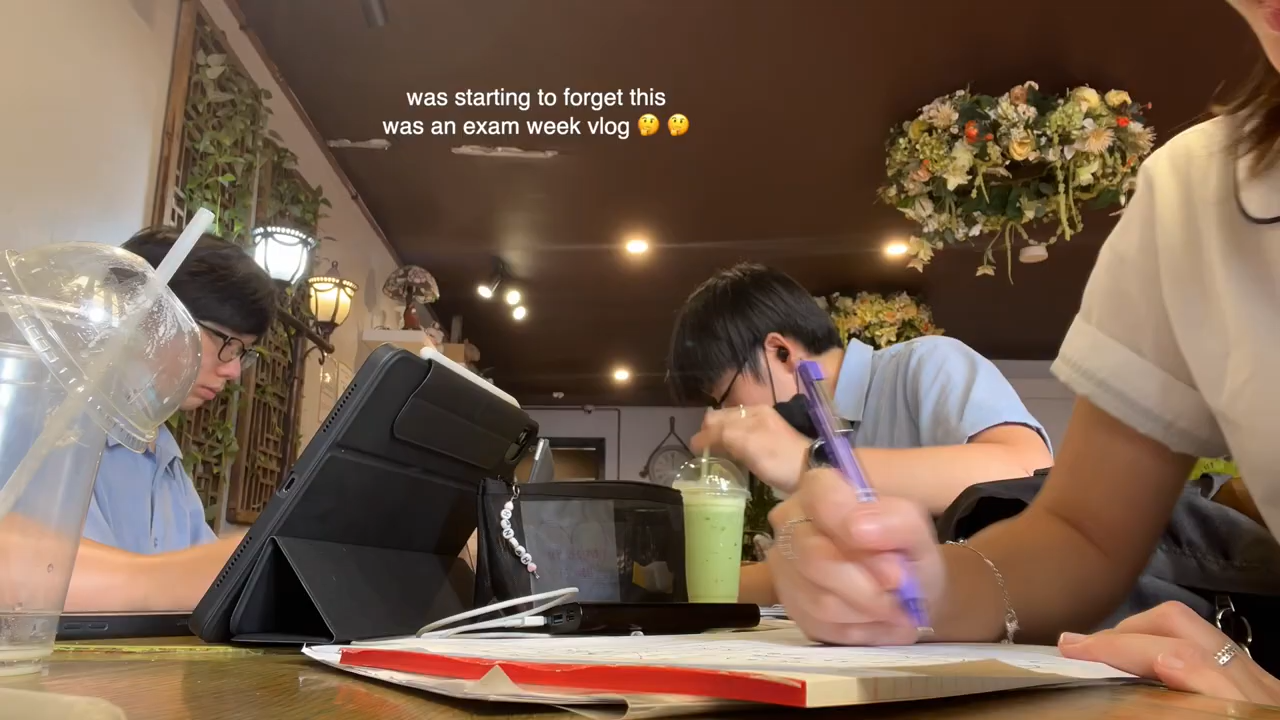 was starting to forget this
was an exam week vlog 🤔 🤔